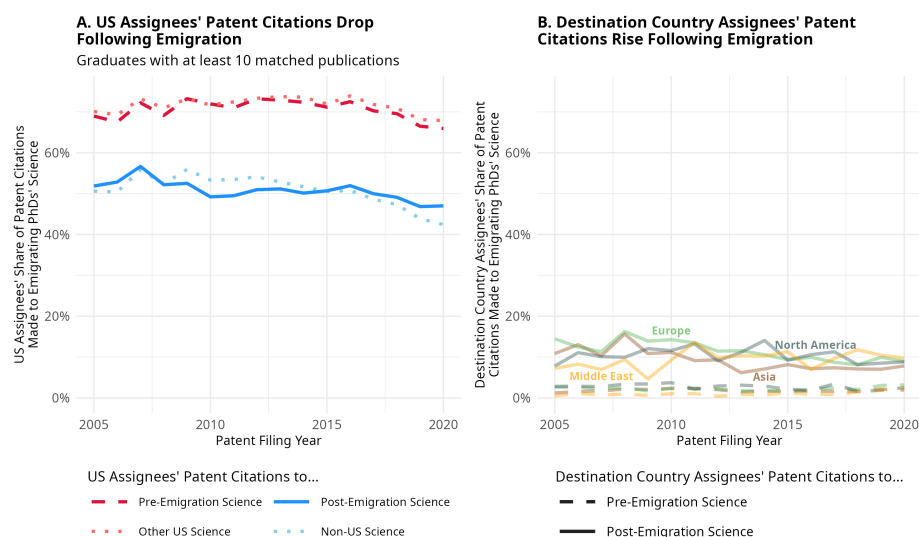 A. US Assignees' Patent Citations Drop
Following Emigration
Graduates with at least 10 matched publications
US Assignees' Share of Patent Citations
Made to Emigrating PhDs' Science
60%
40%
20%
0%
2005
2010
2015
2020
Patent Filing Year
US Assignees' Patent Citations to...
Pre-Emigration Science
Post-Emigration Science
Other US Science
Non-US Science
B. Destination Country Assignees' Patent
Citations Rise Following Emigration
Destination Country Assignees' Share of Patent
Citations Made to Emigrating PhDs' Science
60%
40%
20%
0%
Europe
North America
Middle East
Asia
2005
2010
2015
2020
Patent Filing Year
Destination Country Assignees' Patent Citations to...
Pre-Emigration Science
Post-Emigration Science